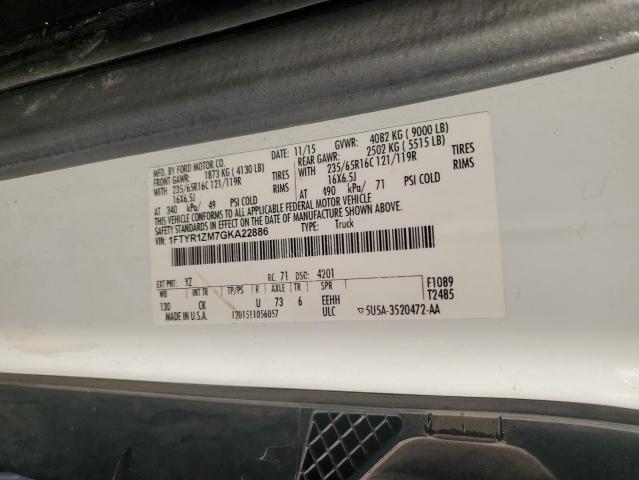 MFD. BY FORD MOTOR CO. 11/15 GVWR: 4082 KG ( 9000 LB)
FRONT GAWR: 1873 KG ( 4130 LB) REAR GAWR: 2502 KG ( 5515 LB)
WITH 235/65R16C 121/119R TIRES WITH 235/65R16C 121/119R TIRES
16X6.5J RIMS 16X6.5J RIMS
AT 340 kPa/ 49 PSI COLD AT 490 kPa/ 71 PSI COLD
THIS VEHICLE CONFORMS TO ALL APPLICABLE FEDERAL MOTOR VEHICLE
SAFETY STANDARDS IN EFFECT ON THE DATE OF MANUFACTURE SHOWN ABOVE.
VIN: 1FTYR1ZM7GKA22886 TYPE: Truck
EXT PNT: YZ RC: 71 DSO: 4201 F1089
WB INT TR TP/PS R AXLE TR SPR T2485
130 CK U 73 6 EEHH
MADE IN U.S.A. 1201511056057 ULC ▽5U5A-3520472-AA